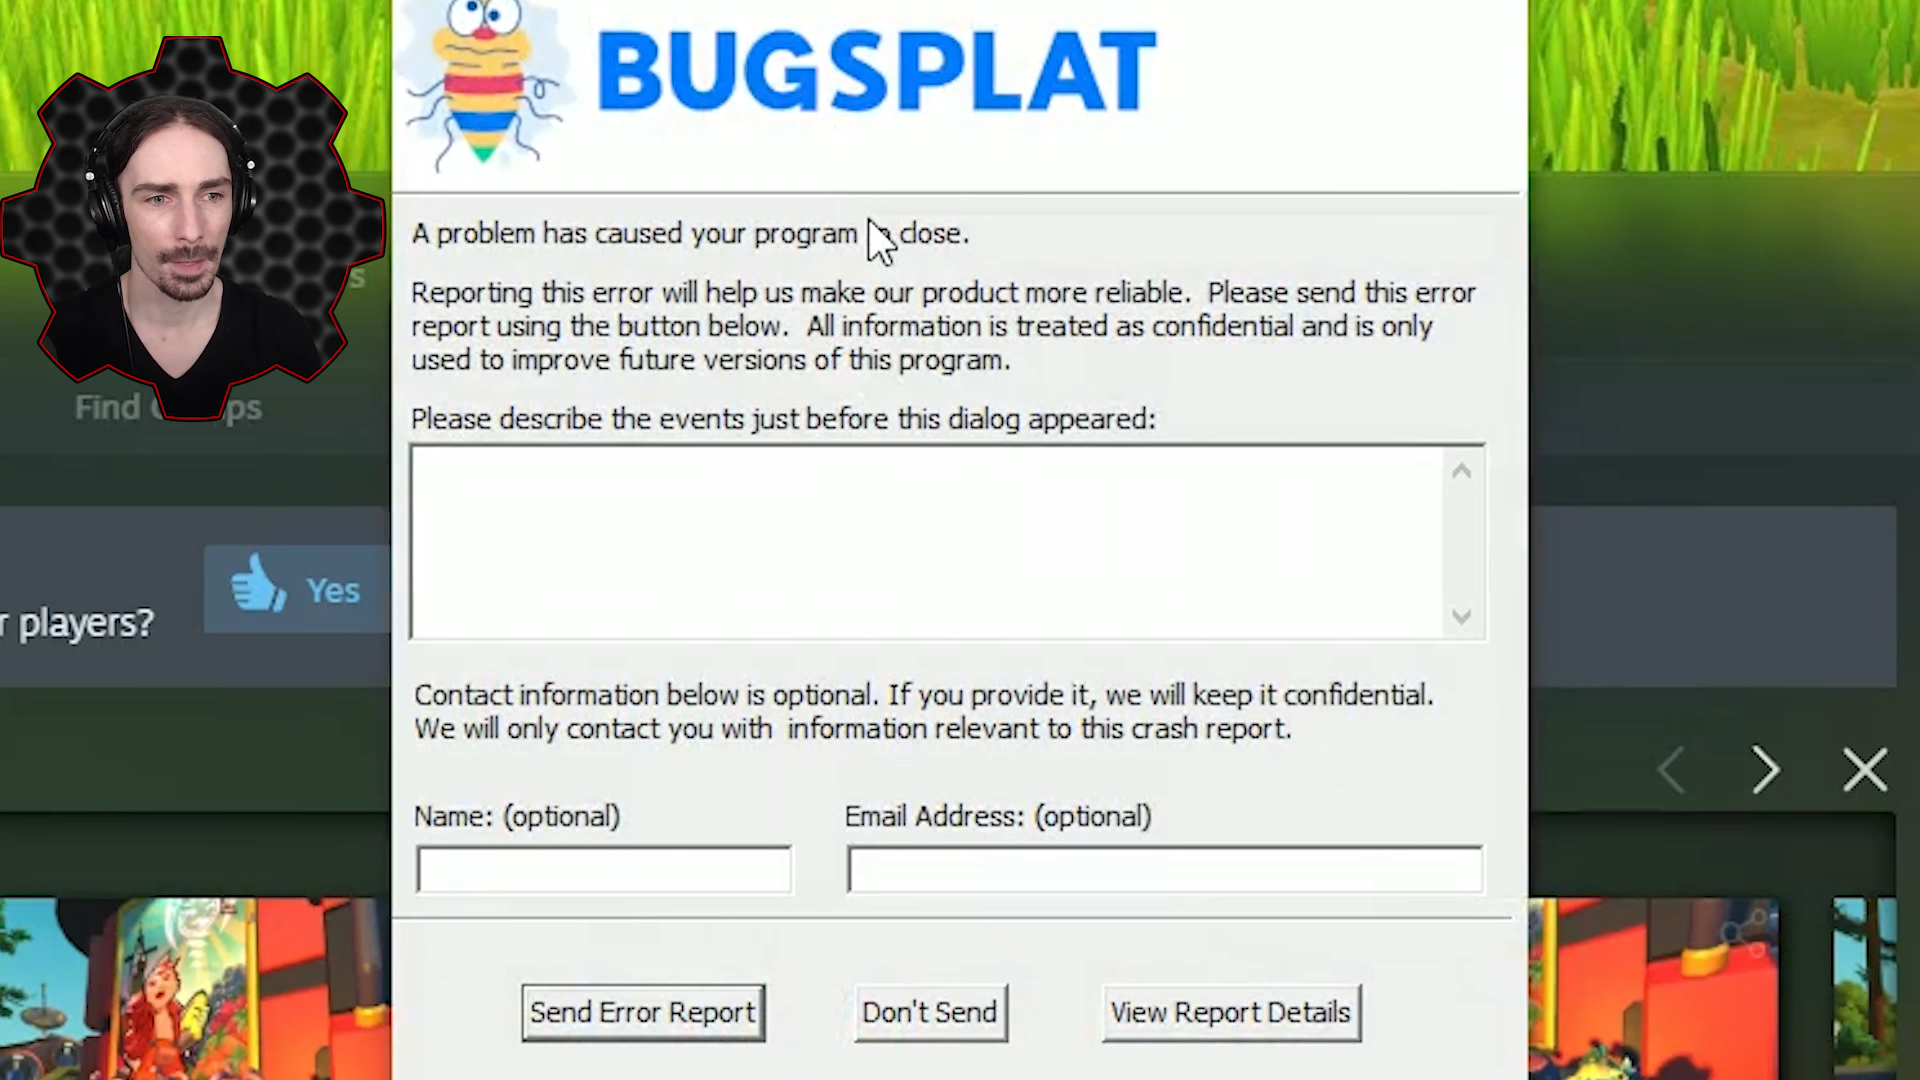 BUGSPLAT
A problem has caused your program close.
Reporting this error will help us make our product more reliable. Please send this error
report using the button below. All information is treated as confidential and is only
used to improve future versions of this program.
Please describe the events just before this dialog appeared:
Find
players?
Yes
Contact information below is optional. If you provide it, we will keep it confidential.
We will only contact you with information relevant to this crash report.
Name: (optional)
Email Address: (optional)
Send Error Report
Don't Send
View Report Details